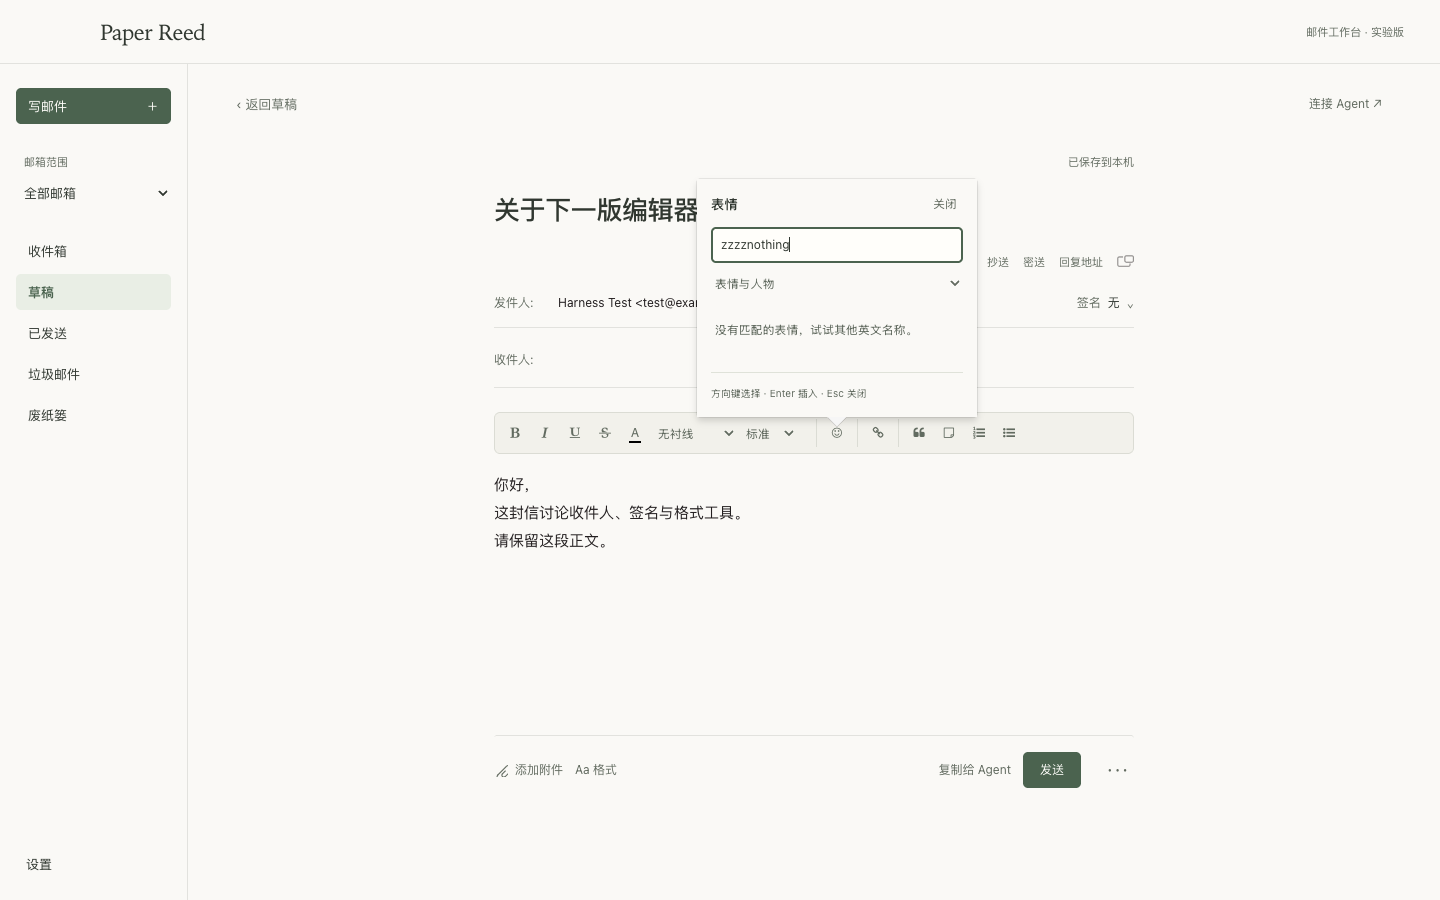 Paper Reed
邮件工作台 · 实验版
写邮件 +
‹ 返回草稿
连接 Agent ↗
邮箱范围
全部邮箱
收件箱
草稿
已发送
垃圾邮件
废纸篓
设置
已保存到本机
关于下一版编辑器
表情
关闭
zzzznothing
表情与人物
没有匹配的表情，试试其他英文名称。
方向键选择 · Enter 插入 · Esc 关闭
抄送 密送 回复地址
发件人: Harness Test <test@exa
签名 无
收件人:
B I U S A 无衬线 标准
你好，
这封信讨论收件人、签名与格式工具。
请保留这段正文。
添加附件 Aa 格式
复制给 Agent 发送 ···